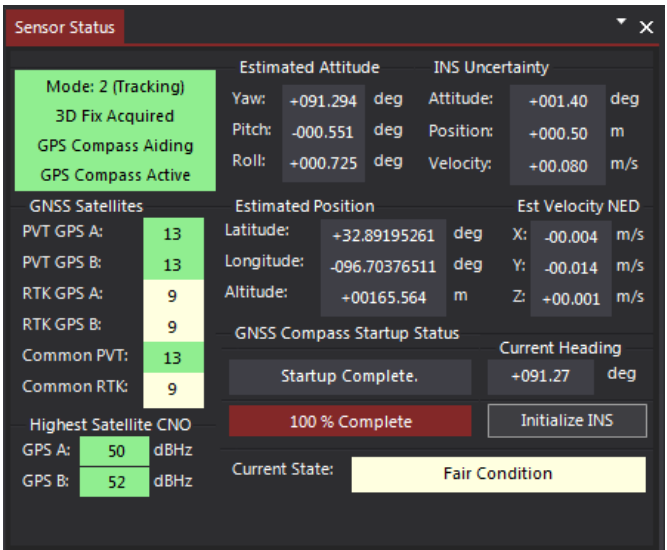 Sensor Status
Mode: 2 (Tracking)
3D Fix Acquired
GPS Compass Aiding
GPS Compass Active
Estimated Attitude
Yaw: +091.294 deg
Pitch: -000.551 deg
Roll: +000.725 deg
INS Uncertainty
Attitude: +001.40 deg
Position: +000.50 m
Velocity: +00.080 m/s
GNSS Satellites
PVT GPS A: 13
PVT GPS B: 13
RTK GPS A: 9
RTK GPS B: 9
Common PVT: 13
Common RTK: 9
Highest Satellite CNO
GPS A: 50 dBHz
GPS B: 52 dBHz
Estimated Position
Latitude: +32.89195261 deg
Longitude: -096.70376511 deg
Altitude: +00165.564 m
Est Velocity NED
X: -00.004 m/s
Y: -00.014 m/s
Z: +00.001 m/s
GNSS Compass Startup Status
Startup Complete.
100 % Complete
Current Heading
+091.27 deg
Initialize INS
Current State: Fair Condition